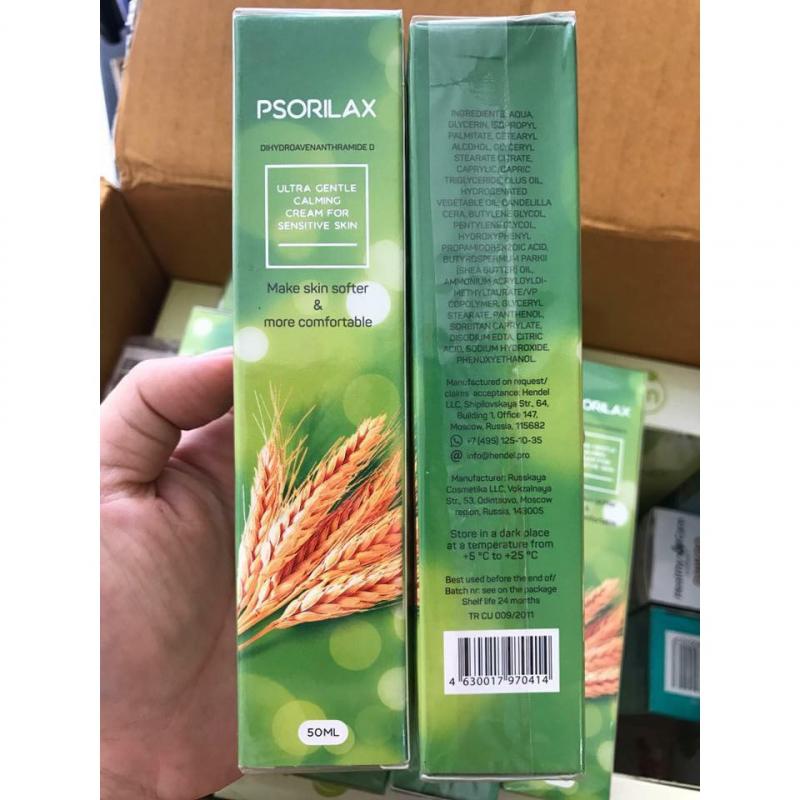 PSORILAX
DIHYDROAVENANTHRAMIDE D
ULTRA GENTLE
CALMING
CREAM FOR
SENSITIVE SKIN
Make skin softer
&
more comfortable
50ML
INGREDIENTS, AQUA,
GLYCERIN, ISOPROPYL
PALMITATE, CETEARYL
ALCOHOL, GLYCERYL
STEARATE CITRATE,
CAPRYLIC/CAPRIC
TRIGLYCERIDE, OLUS OIL,
HYDROGENATED
VEGETABLE OIL, CANDELILLA
CERA, BUTYLENE GLYCOL,
PENTYLENE GLYCOL,
HYDROXYPHENYL
PROPAMIDOBENZOIC ACID,
BUTYROSPERMUM PARKII
(SHEA BUTTER) OIL,
AMMONIUM ACRYLOYLDI-
METHYLTAURATE/VP
COPOLYMER, GLYCERYL
STEARATE, PANTHENOL,
SORBITAN CAPRYLATE,
DISODIUM EDTA, CITRIC
ACID, SODIUM HYDROXIDE,
PHENOXYETHANOL.
Manufactured on request/
claims acceptance: Hendel
LLC, Shipilovskaya Str., 64,
Building 1, Office 147,
Moscow, Russia, 115682
+7 (495) 125-10-35
@ info@hendel.pro
Manufacturer: Russkaya
Cosmetika LLC, Vokzalnaya
Str., 53, Odintsovo, Moscow
region, Russia, 143005
Store in a dark place
at a temperature from
+5 °C to +25 °C
Best used before the end of/
Batch nr: see on the package
Shelf life 24 months
TR CU 009/2011
4 630017 970414
ORILAX
Healthy Care